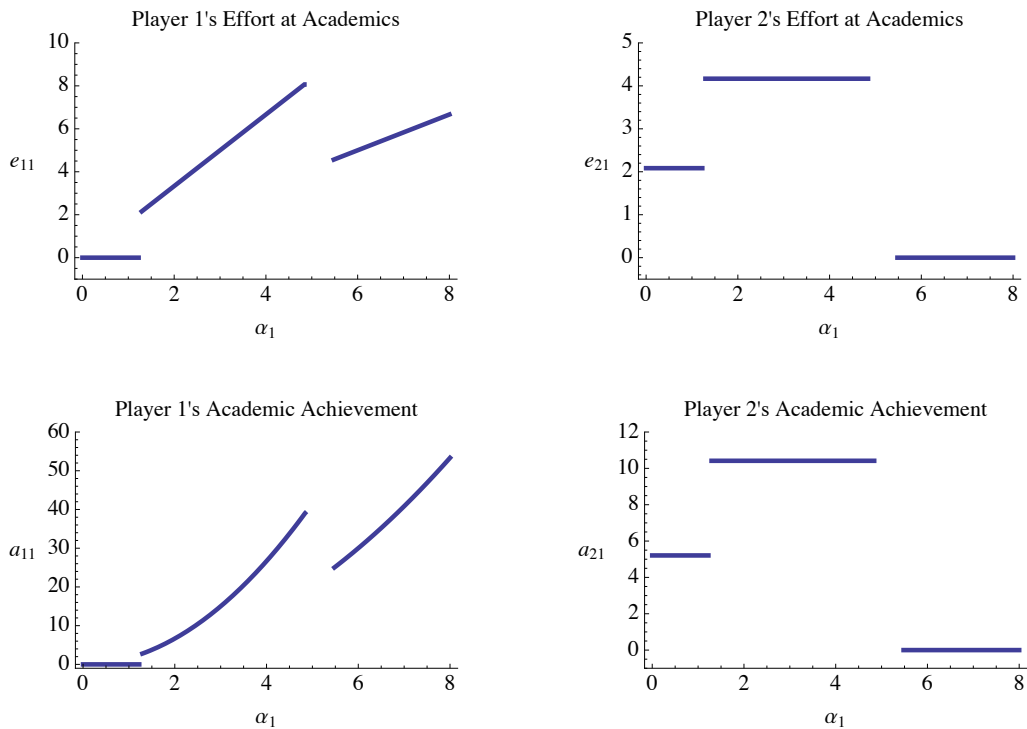 Player 1's Effort at Academics
10
8
6
4
2
0
e11
0 2 4 6 8
α1
Player 2's Effort at Academics
5
4
3
2
1
0
e21
0 2 4 6 8
α1
Player 1's Academic Achievement
60
50
40
30
20
10
0
a11
0 2 4 6 8
α1
Player 2's Academic Achievement
12
10
8
6
4
2
0
a21
0 2 4 6 8
α1